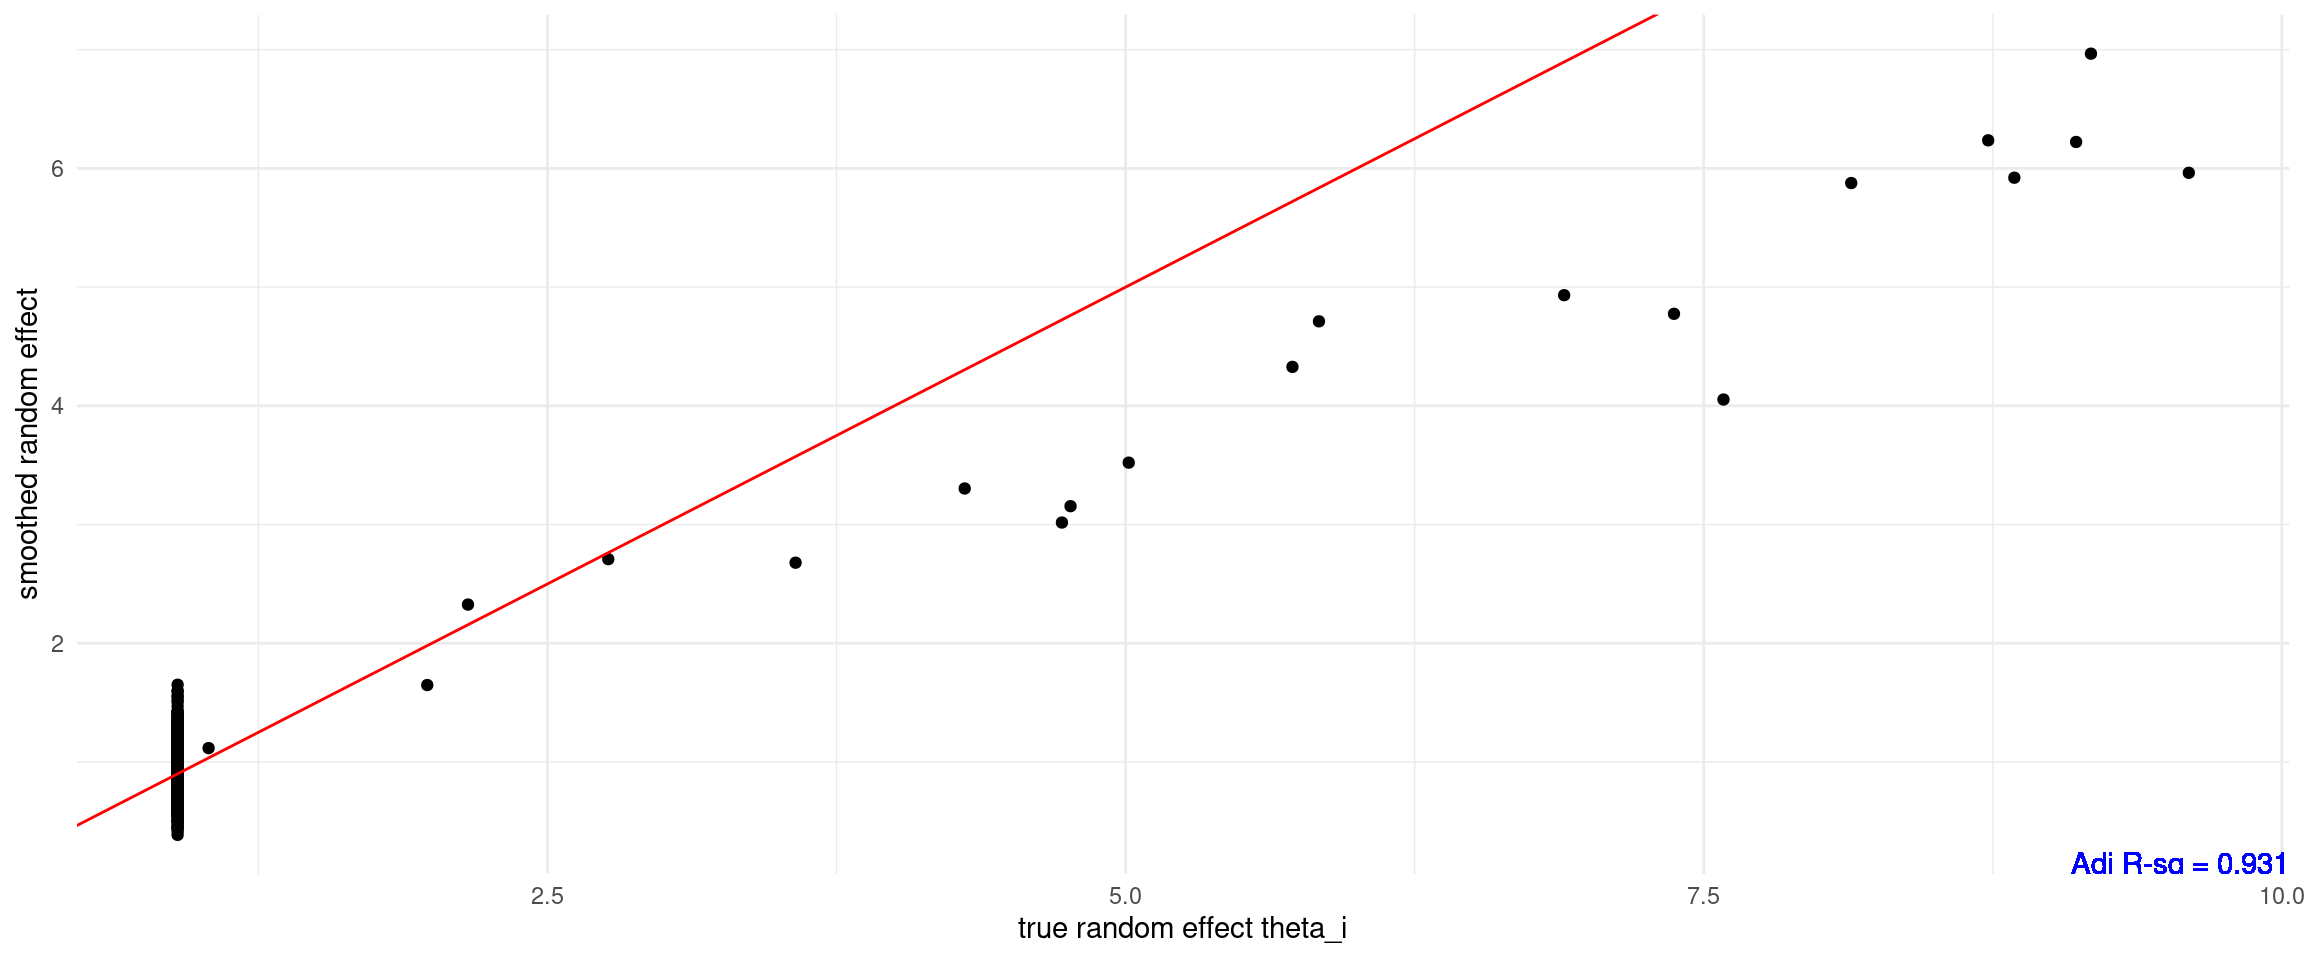 smoothed random effect
6
4
2
2.5
5.0
7.5
10.0
true random effect theta_i
Adj R-sq = 0.931